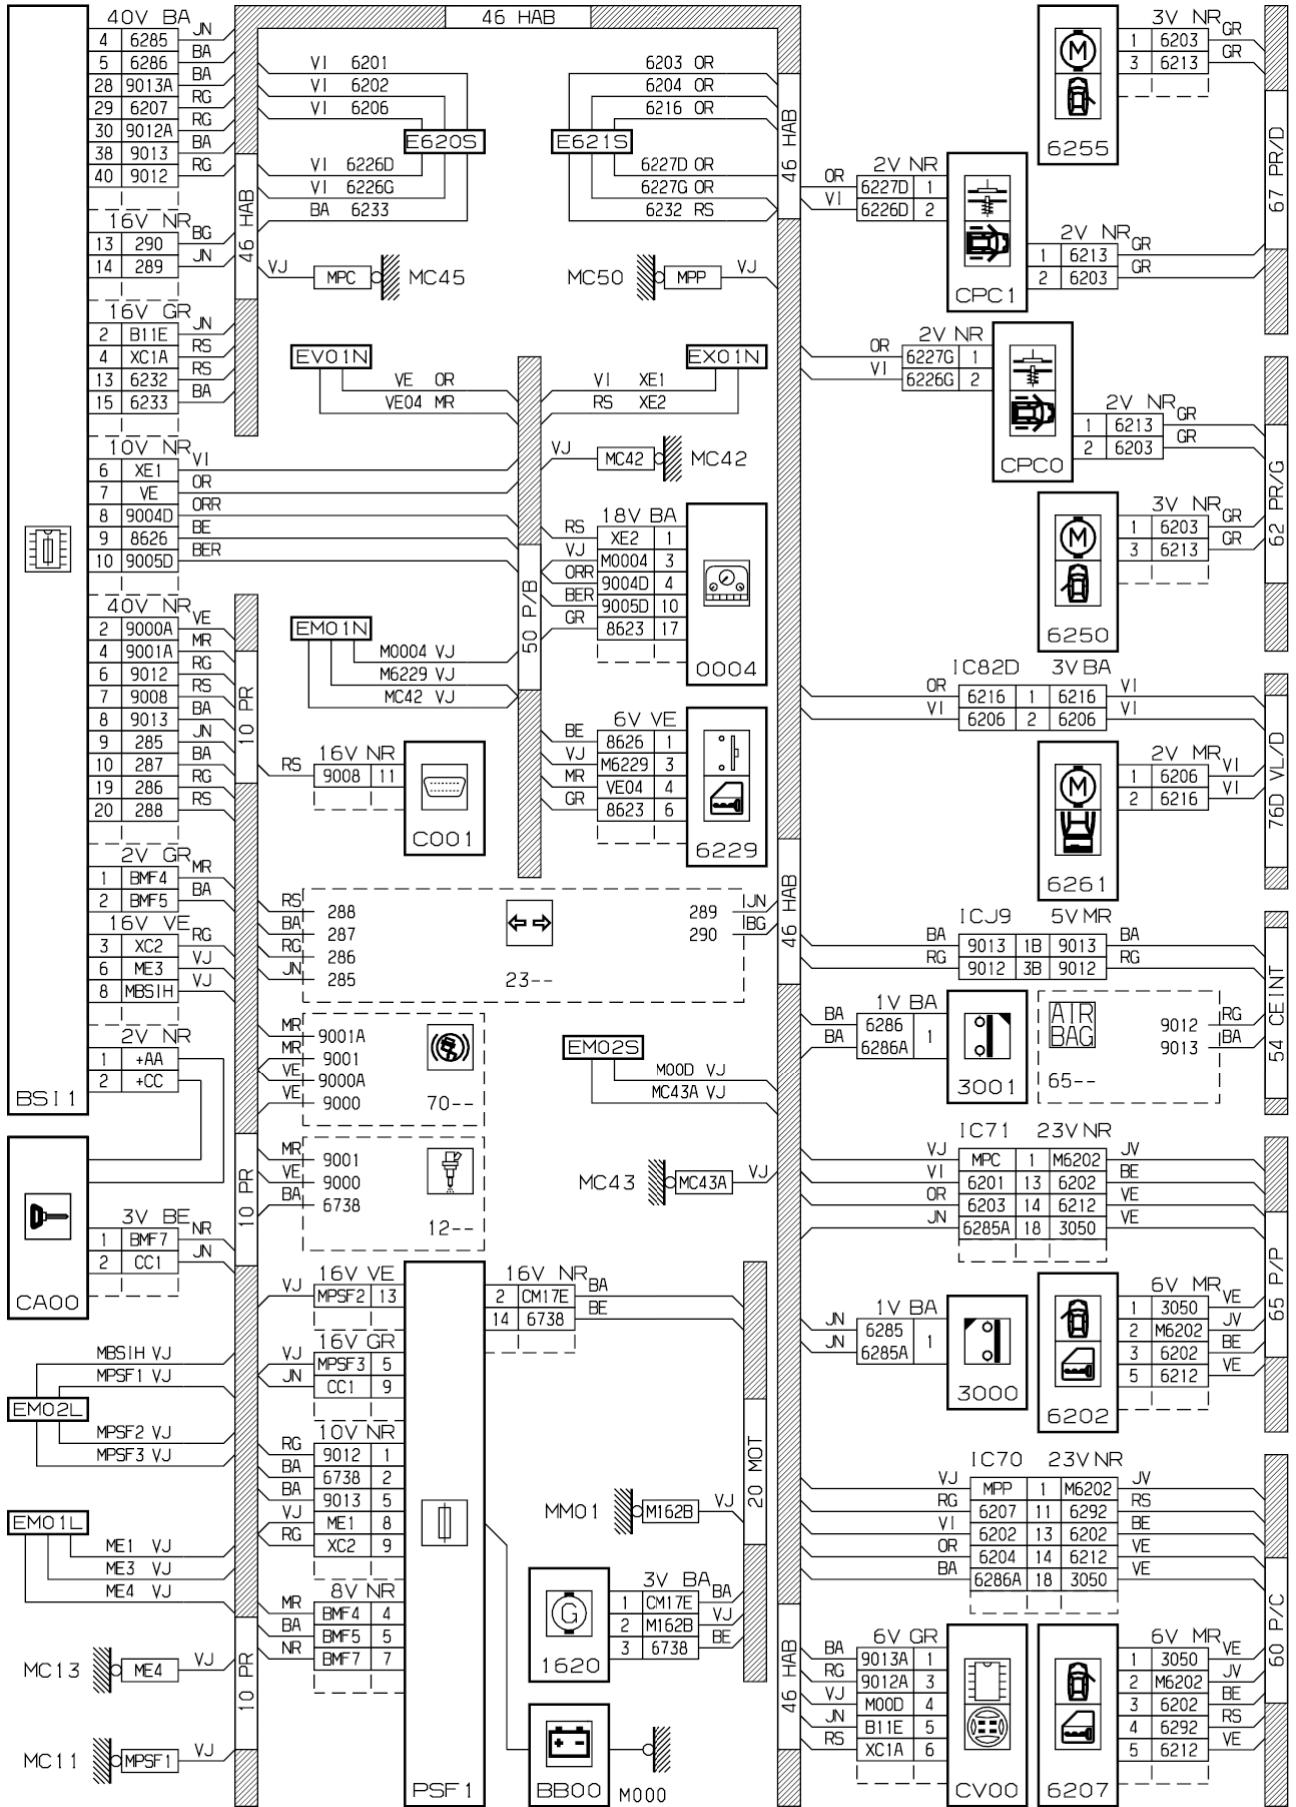 46 HAB
40V BA
4 6285 JN
5 6286 BA
28 9013A BA
29 6207 RG
30 9012A RG
38 9013 BA
40 9012 RG
16V NR
13 290 BG
14 289 JN
16V GR
2 B11E JN
4 XC1A RS
13 6232 RS
15 6233 BA
10V NR
6 XE1 VI
7 VE OR
8 9004D ORR
9 8626 BE
10 9005D BER
40V NR
2 9000A VE
4 9001A MR
6 9012 RG
7 9008 RS
8 9013 BA
9 285 JN
10 287 BA
19 286 RG
20 288 RS
2V GR
1 BMF4 MR
2 BMF5 BA
16V VE
3 XC2 RG
6 ME3 VJ
8 MBSIH VJ
2V NR
1 +AA
2 +CC
BSI1
3V BE
1 BMF7 NR
2 CC1 JN
CA00
MBSIH VJ
MPSF1 VJ
EM02L
MPSF2 VJ
MPSF3 VJ
EM01L
ME1 VJ
ME3 VJ
ME4 VJ
MC13 ME4 VJ
MC11 MPSF1 VJ
46 HAB
10 PR
10 PR
10 PR
VI 6201
VI 6202
VI 6206
E620S
VI 6226D
VI 6226G
BA 6233
6203 OR
6204 OR
6216 OR
E621S
6227D OR
6227G OR
6232 RS
VJ MPC MC45
MC50 MPP VJ
EV01N
VE OR
VE04 MR
EX01N
VI XE1
RS XE2
VJ MC42 MC42
50 P/B
18V BA
RS XE2 1
VJ M0004 3
ORR 9004D 4
BER 9005D 10
GR 8623 17
0004
EM01N
M0004 VJ
M6229 VJ
MC42 VJ
6V VE
BE 8626 1
VJ M6229 3
MR VE04 4
GR 8623 6
6229
16V NR
RS 9008 11
C001
RS 288
BA 287
RG 286
JN 285
289 JN
290 BG
23--
MR 9001A
MR 9001
VE 9000A
VE 9000
70--
MR 9001
VE 9000
BA 6738
12--
EM02S
M00D VJ
MC43A VJ
MC43 MC43A VJ
16V VE
VJ MPSF2 13
16V GR
VJ MPSF3 5
JN CC1 9
10V NR
RG 9012 1
BA 6738 2
BA 9013 5
VJ ME1 8
RG XC2 9
8V NR
MR BMF4 4
BA BMF5 5
NR BMF7 7
PSF1
16V NR
2 CM17E BA
14 6738 BE
20 MOT
MM01 M162B VJ
3V BA
1 CM17E BA
2 M162B VJ
3 6738 BE
G
1620
+ -
BB00
M000
46 HAB
46 HAB
46 HAB
3V NR
1 6203 GR
3 6213 GR
M
6255
67 PR/D
2V NR
OR 6227D 1
VI 6226D 2
2V NR
1 6213 GR
2 6203 GR
CPC1
2V NR
OR 6227G 1
VI 6226G 2
2V NR
1 6213 GR
2 6203 GR
CPC0
62 PR/G
3V NR
1 6203 GR
3 6213 GR
M
6250
IC82D 3V BA
OR 6216 1 6216 VI
VI 6206 2 6206 VI
76D VL/D
2V MR
1 6206 VI
2 6216 VI
M
6261
ICJ9 5V MR
BA 9013 1B 9013 BA
RG 9012 3B 9012 RG
54 CEINT
1V BA
BA 6286
BA 6286A 1
3001
AIR
BAG
9012 RG
9013 BA
65--
IC71 23V NR
VJ MPC 1 M6202 JV
VI 6201 13 6202 BE
OR 6203 14 6212 VE
JN 6285A 18 3050 VE
65 P/P
1V BA
JN 6285
JN 6285A 1
3000
6V MR
1 3050 VE
2 M6202 JV
3 6202 BE
5 6212 VE
6202
IC70 23V NR
VJ MPP 1 M6202 JV
RG 6207 11 6292 RS
VI 6202 13 6202 BE
OR 6204 14 6212 VE
BA 6286A 18 3050 VE
60 P/C
6V GR
BA 9013A 1
RG 9012A 3
VJ M00D 4
JN B11E 5
RS XC1A 6
CV00
6V MR
1 3050 VE
2 M6202 JV
3 6202 BE
4 6292 RS
5 6212 VE
6207